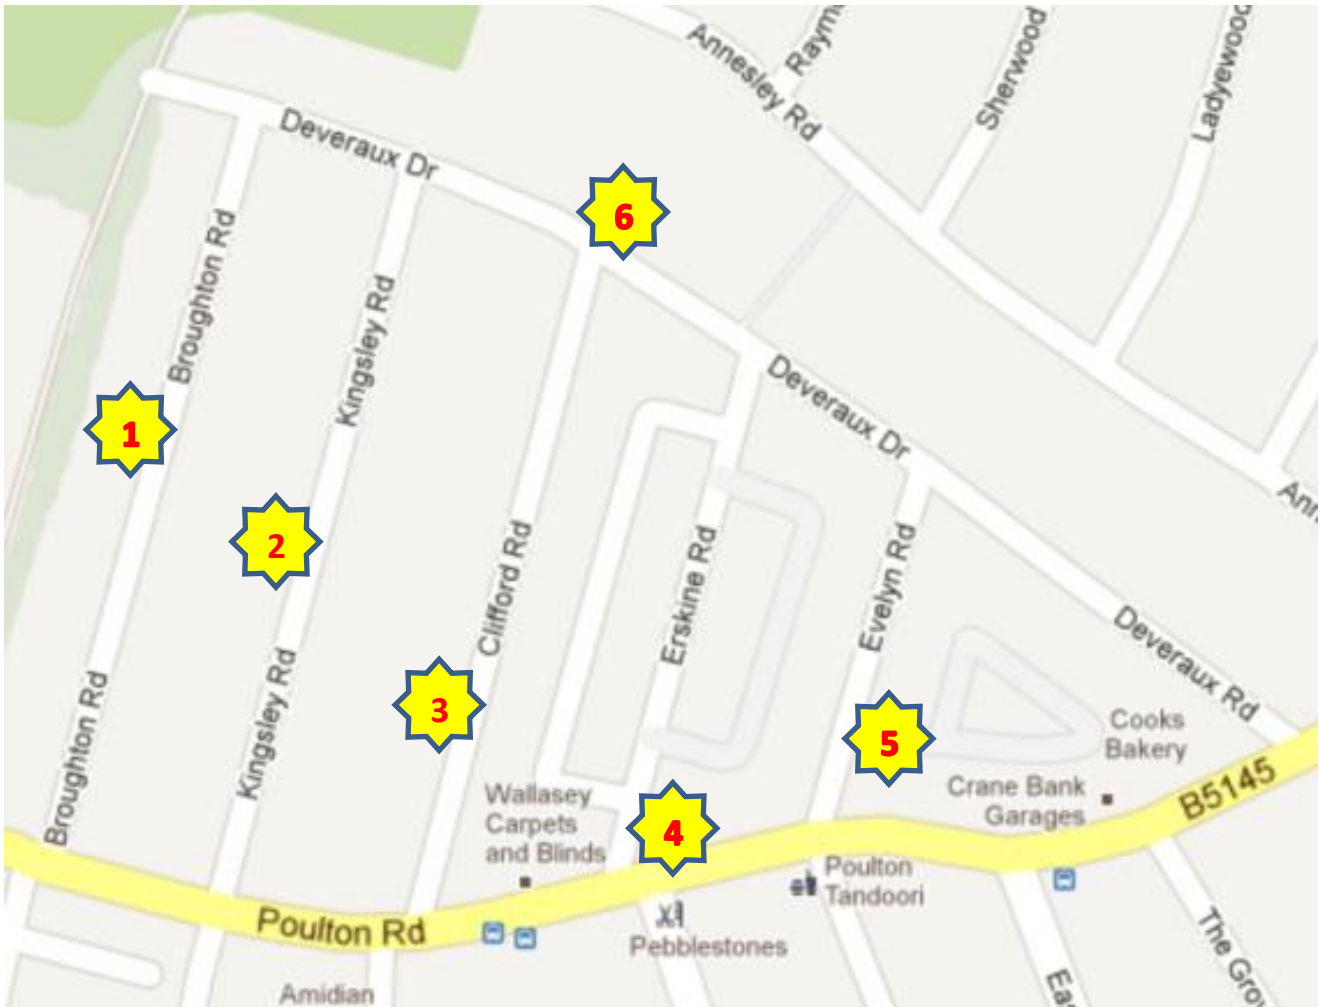 Annesley Rd
Raym
Sherwood
Ladyewood
Deveraux Dr
6
Broughton Rd
Kingsley Rd
1
Deveraux Dr
Ann
2
Clifford Rd
Erskine Rd
Evelyn Rd
Deveraux Rd
Broughton Rd
Kingsley Rd
3
5
Cooks
Bakery
Crane Bank
Garages
B5145
Wallasey
Carpets
and Blinds
4
Poulton
Tandoori
Poulton Rd
Pebblestones
The Gro
Eas
Amidian